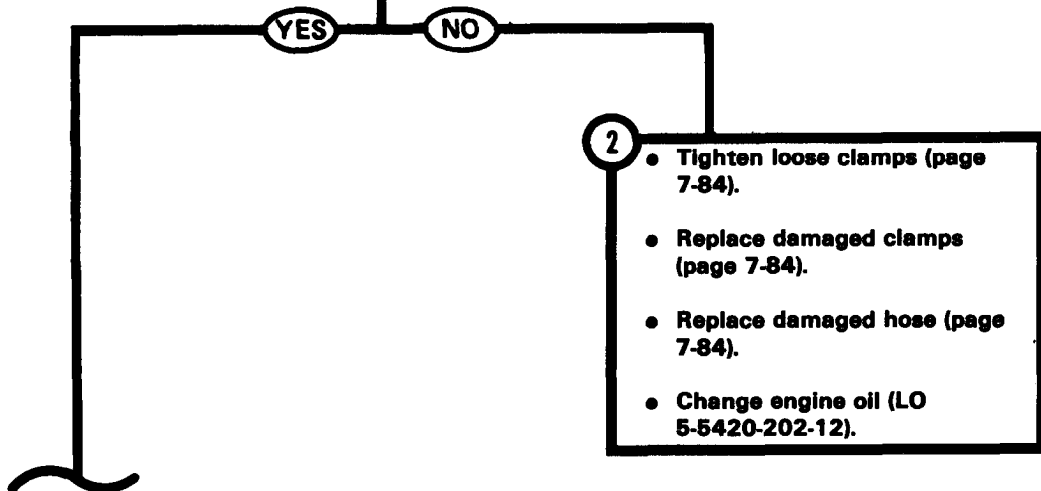 YES NO
2
• Tighten loose clamps (page
7-84).
• Replace damaged clamps
(page 7-84).
• Replace damaged hose (page
7-84).
• Change engine oil (LO
5-5420-202-12).